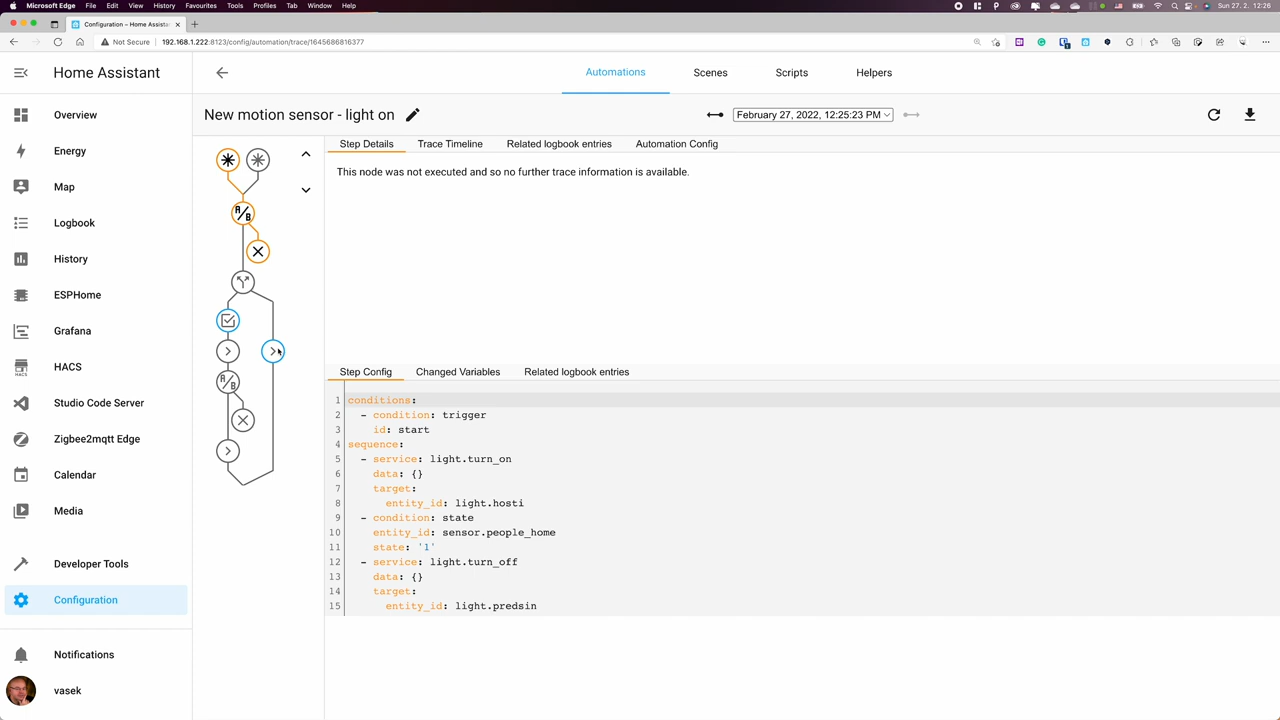 Microsoft Edge File Edit View History Favourites Tools Profiles Tab Window Help Sun 27. 2. 12:26
Configuration – Home Assistan
Not Secure 192.168.1.222:8123/config/automation/trace/1645686816377
Home Assistant
Automations Scenes Scripts Helpers
Overview
Energy
Map
Logbook
History
ESPHome
Grafana
HACS
Studio Code Server
Zigbee2mqtt Edge
Calendar
Media
Developer Tools
Configuration
Notifications
vasek
New motion sensor - light on
February 27, 2022, 12:25:23 PM
A/B
A/B
Step Details Trace Timeline Related logbook entries Automation Config
This node was not executed and so no further trace information is available.
Step Config Changed Variables Related logbook entries
1 conditions:
2 - condition: trigger
3 id: start
4 sequence:
5 - service: light.turn_on
6 data: {}
7 target:
8 entity_id: light.hosti
9 - condition: state
10 entity_id: sensor.people_home
11 state: '1'
12 - service: light.turn_off
13 data: {}
14 target:
15 entity_id: light.predsin